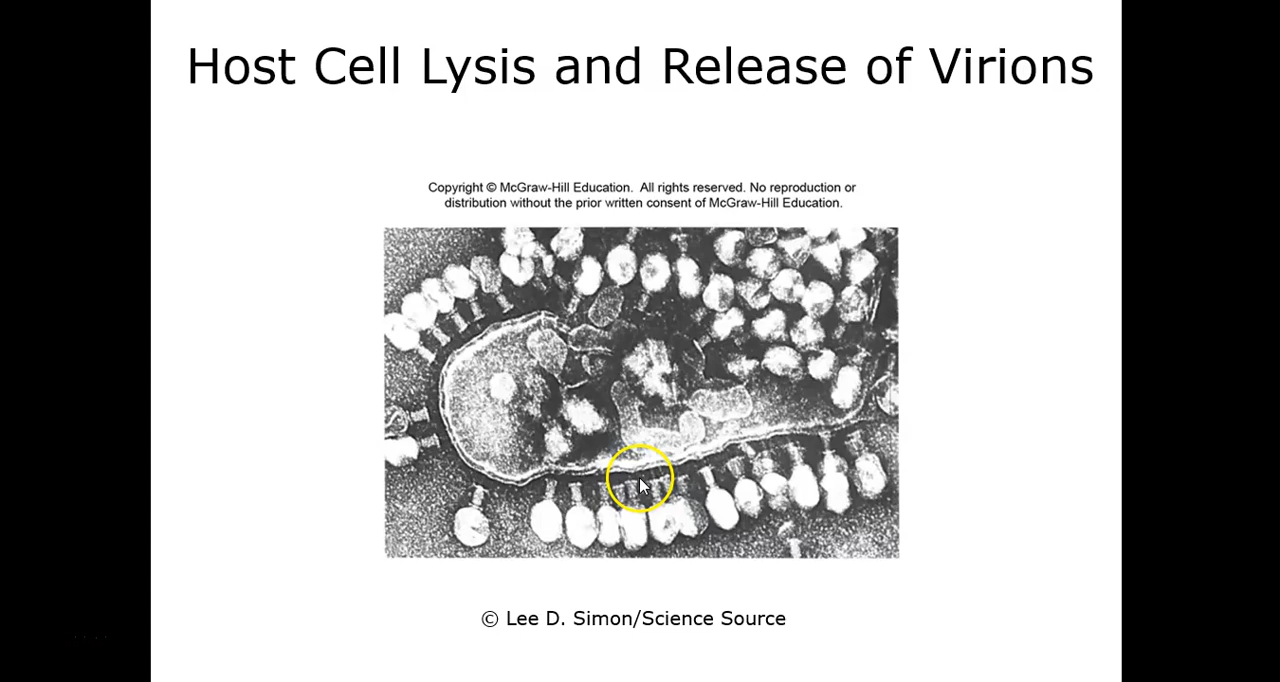 Host Cell Lysis and Release of Virions
Copyright © McGraw-Hill Education. All rights reserved. No reproduction or
distribution without the prior written consent of McGraw-Hill Education.
© Lee D. Simon/Science Source